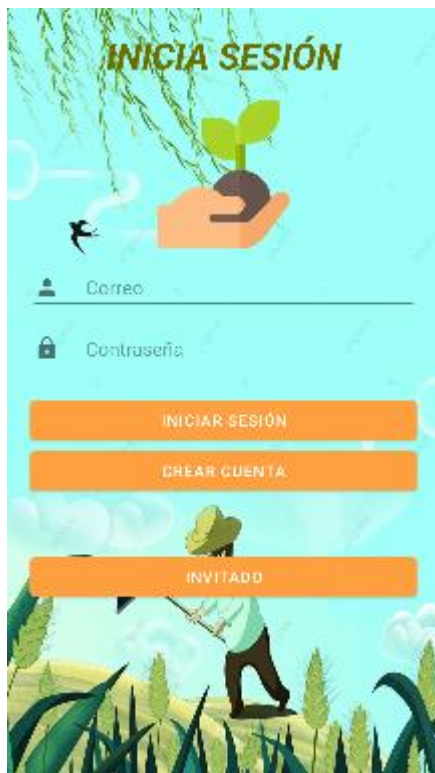 INICIA SESIÓN
Correo
Contraseña
INICIAR SESIÓN
CREAR CUENTA
INVITADO